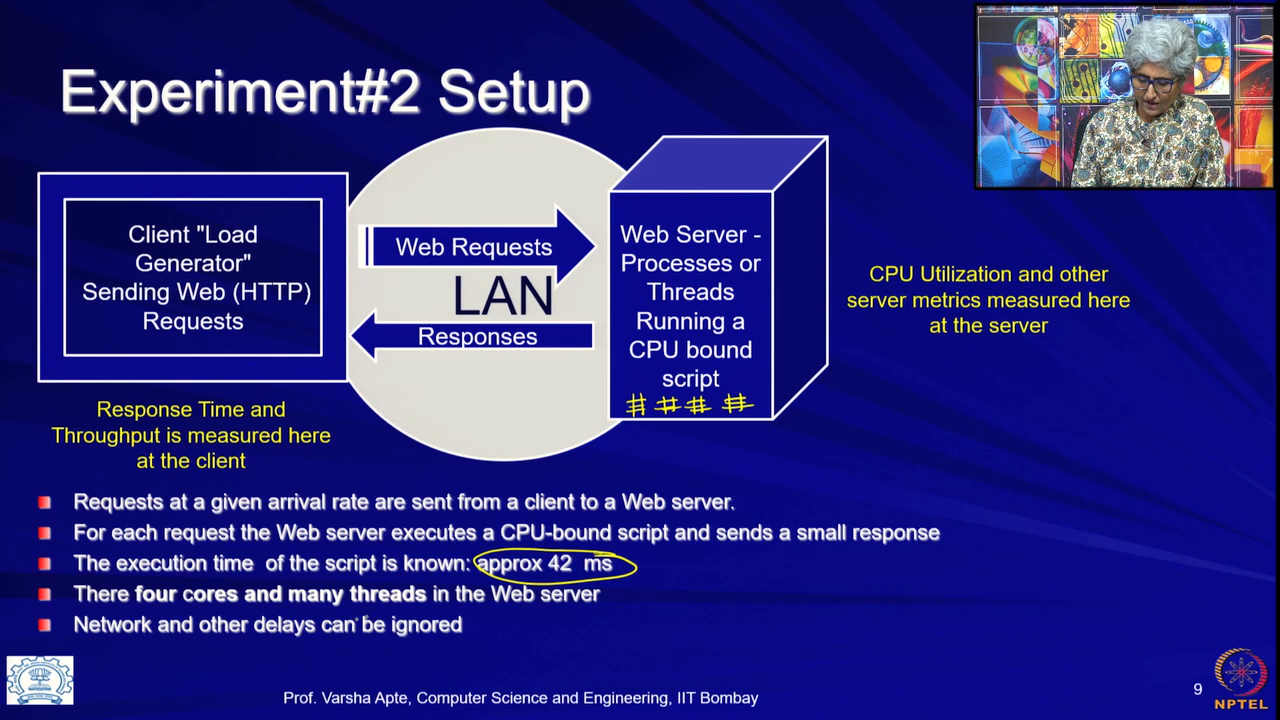 Experiment#2 Setup
Client "Load
Generator"
Sending Web (HTTP)
Requests
Web Requests
LAN
Responses
Web Server -
Processes or
Threads
Running a
CPU bound
script
CPU Utilization and other
server metrics measured here
at the server
Response Time and
Throughput is measured here
at the client
Requests at a given arrival rate are sent from a client to a Web server.
For each request the Web server executes a CPU-bound script and sends a small response
The execution time of the script is known: approx 42 ms
There four cores and many threads in the Web server
Network and other delays can be ignored
Prof. Varsha Apte, Computer Science and Engineering, IIT Bombay
9
NPTEL